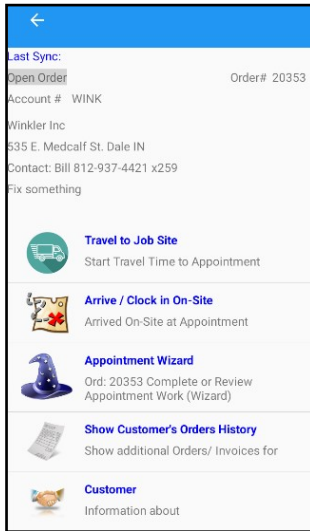 Last Sync:
Open Order Order# 20353
Account # WINK
Winkler Inc
535 E. Medcalf St. Dale IN
Contact: Bill 812-937-4421 x259
Fix something
Travel to Job Site
Start Travel Time to Appointment
Arrive / Clock in On-Site
Arrived On-Site at Appointment
Appointment Wizard
Ord: 20353 Complete or Review
Appointment Work (Wizard)
Show Customer's Orders History
Show additional Orders/ Invoices for
Customer
Information about